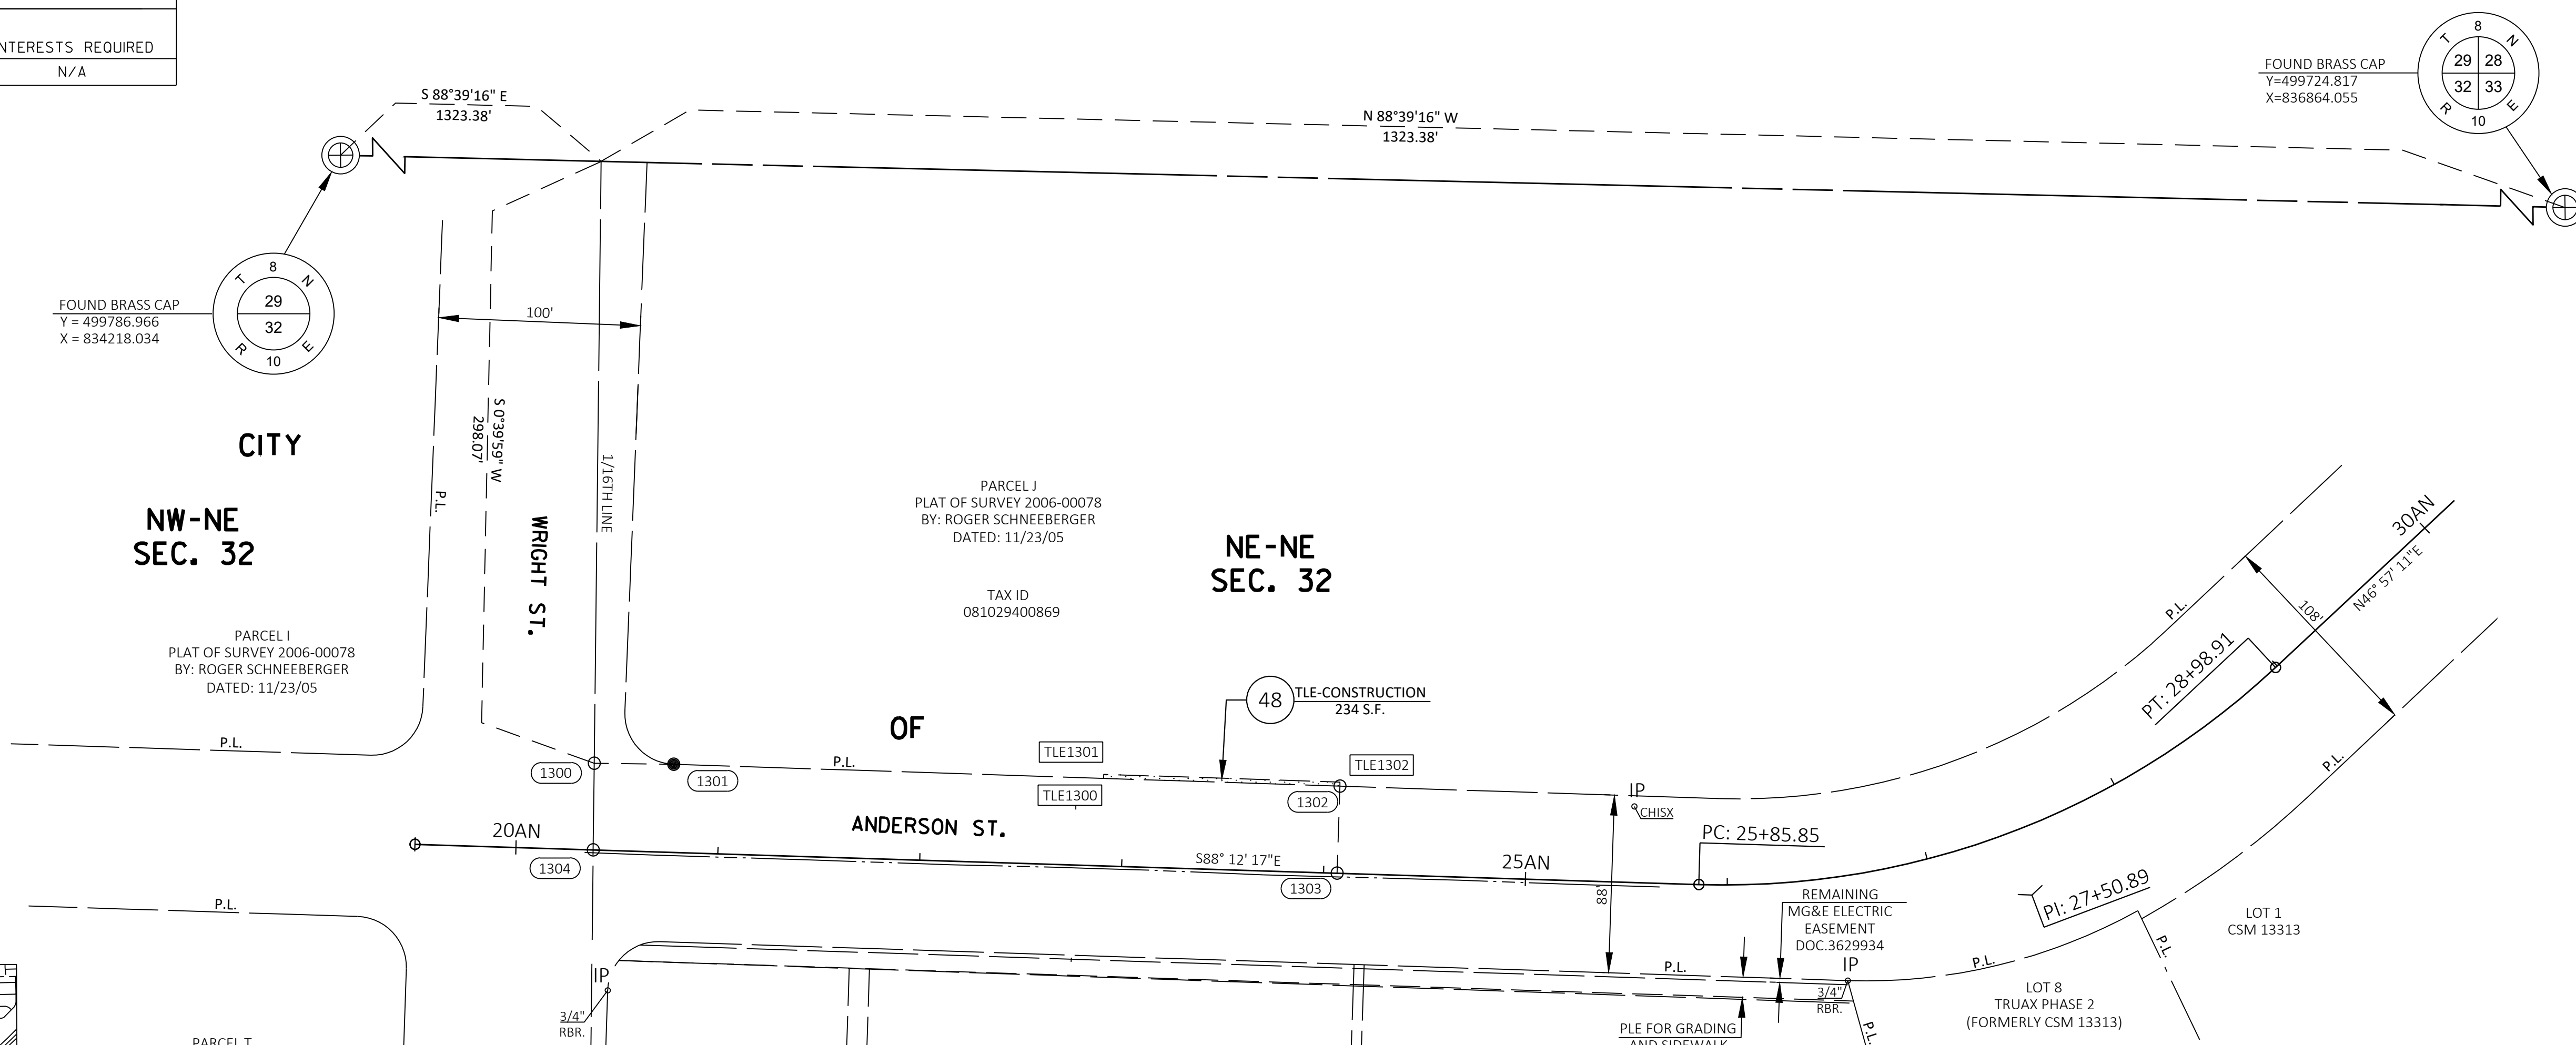 NTERESTS REQUIRED
N/A
S 88°39'16" E
1323.38'
N 88°39'16" W
1323.38'
FOUND BRASS CAP
Y=499724.817
X=836864.055
8
T N
29 28
32 33
R E
10
FOUND BRASS CAP
Y = 499786.966
X = 834218.034
8
T N
29
32
R E
10
100'
S 0°39'59" W
298.07'
1/16TH LINE
P.L.
WRIGHT ST.
CITY
NW-NE
SEC. 32
PARCEL I
PLAT OF SURVEY 2006-00078
BY: ROGER SCHNEEBERGER
DATED: 11/23/05
PARCEL J
PLAT OF SURVEY 2006-00078
BY: ROGER SCHNEEBERGER
DATED: 11/23/05
TAX ID
081029400869
NE-NE
SEC. 32
OF
48
TLE-CONSTRUCTION
234 S.F.
30AN
N46° 57' 11"E
108'
P.L.
PT: 28+98.91
P.L.
P.L.
1300
1301
P.L.
TLE1301
TLE1300
TLE1302
1302
IP
CHISX
20AN
ANDERSON ST.
1304
S88° 12' 17"E
1303
25AN
88'
PC: 25+85.85
REMAINING
MG&E ELECTRIC
EASEMENT
DOC.3629934
PI: 27+50.89
LOT 1
CSM 13313
P.L.
P.L.
P.L.
P.L.
IP
3/4"
RBR.
IP
3/4"
RBR.
P.L.
LOT 8
TRUAX PHASE 2
(FORMERLY CSM 13313)
PLE FOR GRADING
AND SIDEWALK
PARCEL T